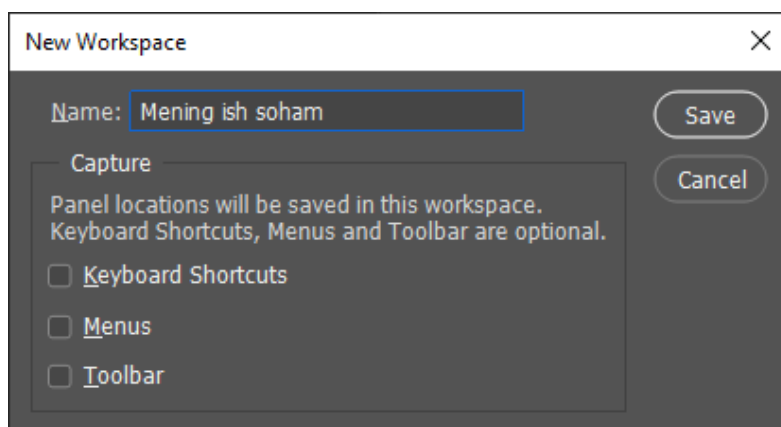 New Workspace
Name: Mening ish soham
Save
Capture
Cancel
Panel locations will be saved in this workspace.
Keyboard Shortcuts, Menus and Toolbar are optional.
Keyboard Shortcuts
Menus
Toolbar